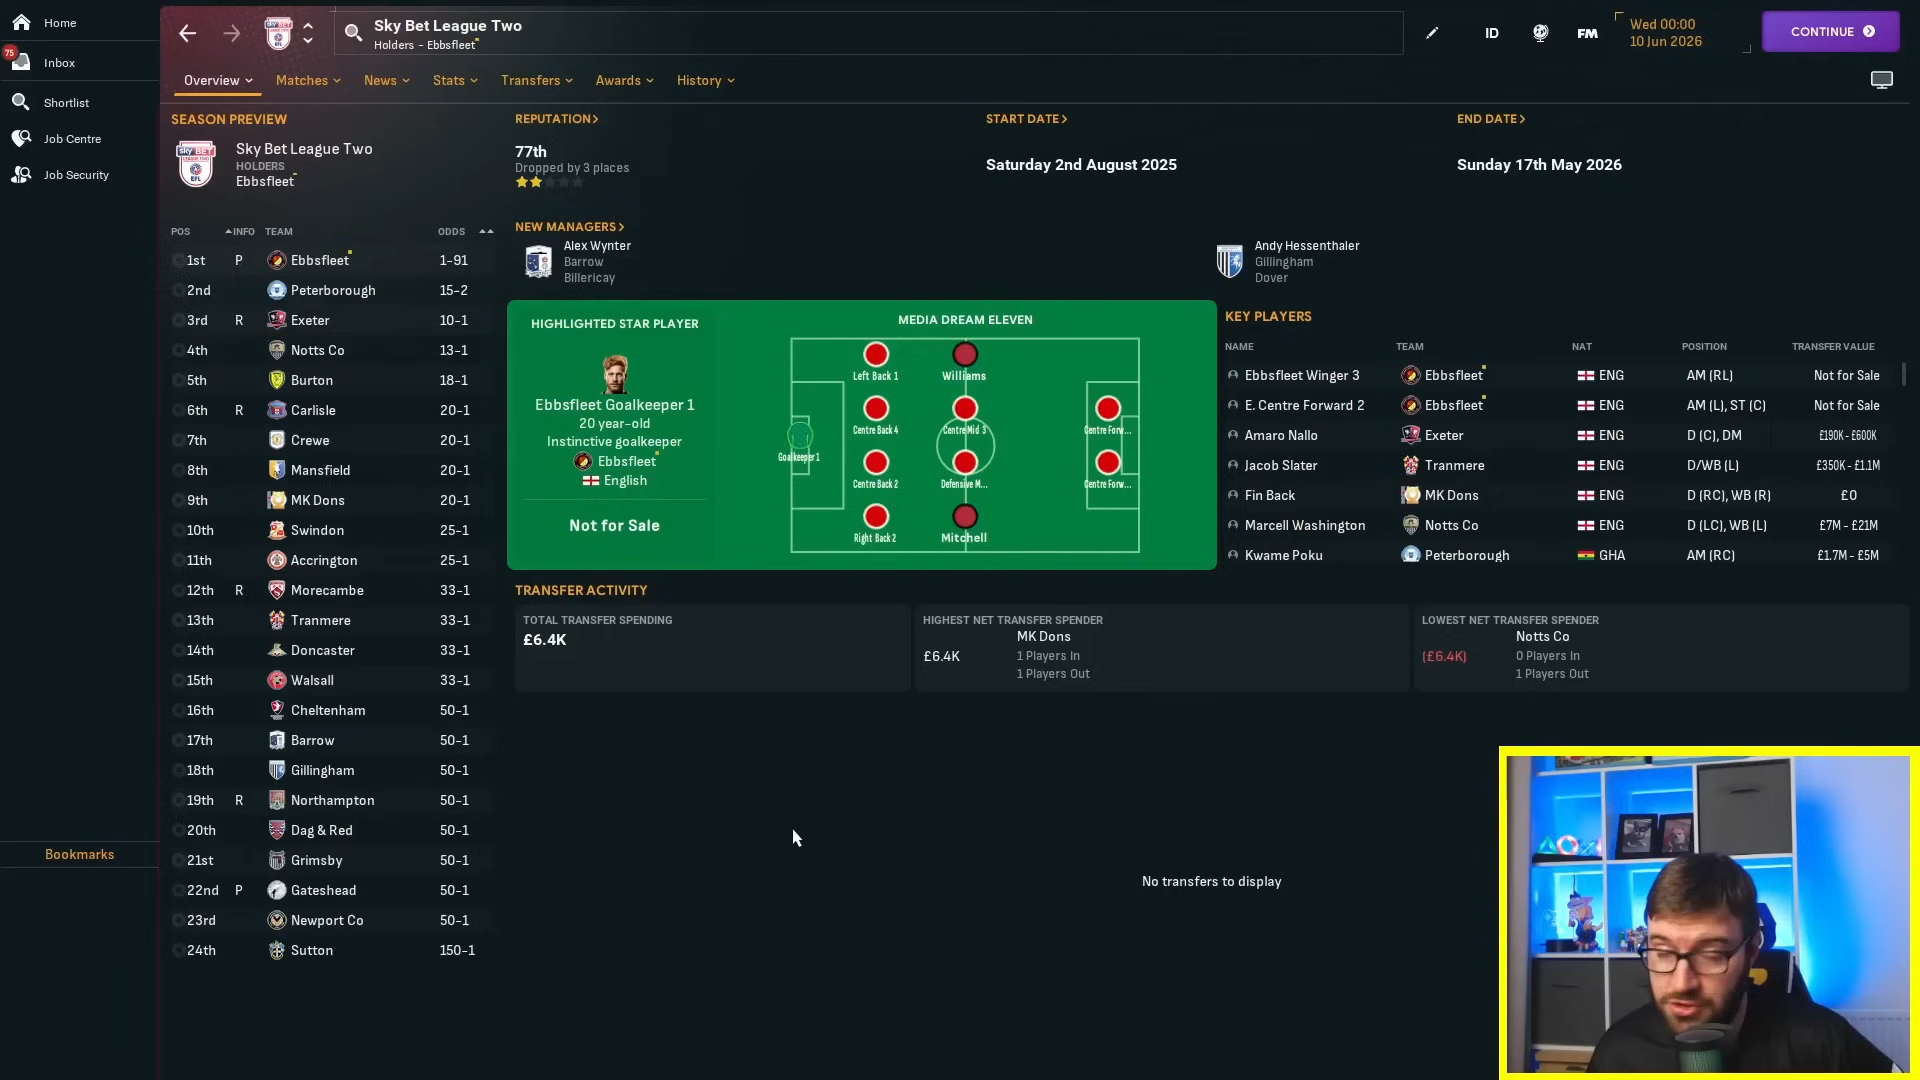 Home
75
Inbox
Shortlist
Job Centre
Job Security
Bookmarks
Sky Bet League Two
Holders - Ebbsfleet
ID
FM
Wed 00:00
10 Jun 2026
CONTINUE
Overview
Matches
News
Stats
Transfers
Awards
History
SEASON PREVIEW
Sky Bet League Two
HOLDERS
Ebbsfleet
REPUTATION>
77th
Dropped by 3 places
START DATE>
Saturday 2nd August 2025
END DATE>
Sunday 17th May 2026
NEW MANAGERS>
Alex Wynter
Barrow
Billericay
Andy Hessenthaler
Gillingham
Dover
POS INFO TEAM ODDS
1st P Ebbsfleet 1-91
2nd Peterborough 15-2
3rd R Exeter 10-1
4th Notts Co 13-1
5th Burton 18-1
6th R Carlisle 20-1
7th Crewe 20-1
8th Mansfield 20-1
9th MK Dons 20-1
10th Swindon 25-1
11th Accrington 25-1
12th R Morecambe 33-1
13th Tranmere 33-1
14th Doncaster 33-1
15th Walsall 33-1
16th Cheltenham 50-1
17th Barrow 50-1
18th Gillingham 50-1
19th R Northampton 50-1
20th Dag & Red 50-1
21st Grimsby 50-1
22nd P Gateshead 50-1
23rd Newport Co 50-1
24th Sutton 150-1
HIGHLIGHTED STAR PLAYER
Ebbsfleet Goalkeeper 1
20 year-old
Instinctive goalkeeper
Ebbsfleet
English
Not for Sale
MEDIA DREAM ELEVEN
Left Back 1
Williams
Centre Back 4
Centre Mid 3
Centre Forw...
Goalkeeper 1
Centre Back 2
Defensive M...
Centre Forw...
Right Back 2
Mitchell
KEY PLAYERS
NAME TEAM NAT POSITION TRANSFER VALUE
Ebbsfleet Winger 3 Ebbsfleet ENG AM (RL) Not for Sale
E. Centre Forward 2 Ebbsfleet ENG AM (L), ST (C) Not for Sale
Amaro Nallo Exeter ENG D (C), DM £190K - £600K
Jacob Slater Tranmere ENG D/WB (L) £350K - £1.1M
Fin Back MK Dons ENG D (RC), WB (R) £0
Marcell Washington Notts Co ENG D (LC), WB (L) £7M - £21M
Kwame Poku Peterborough GHA AM (RC) £1.7M - £5M
TRANSFER ACTIVITY
TOTAL TRANSFER SPENDING
£6.4K
HIGHEST NET TRANSFER SPENDER
£6.4K
MK Dons
1 Players In
1 Players Out
LOWEST NET TRANSFER SPENDER
(£6.4K)
Notts Co
0 Players In
1 Players Out
No transfers to display